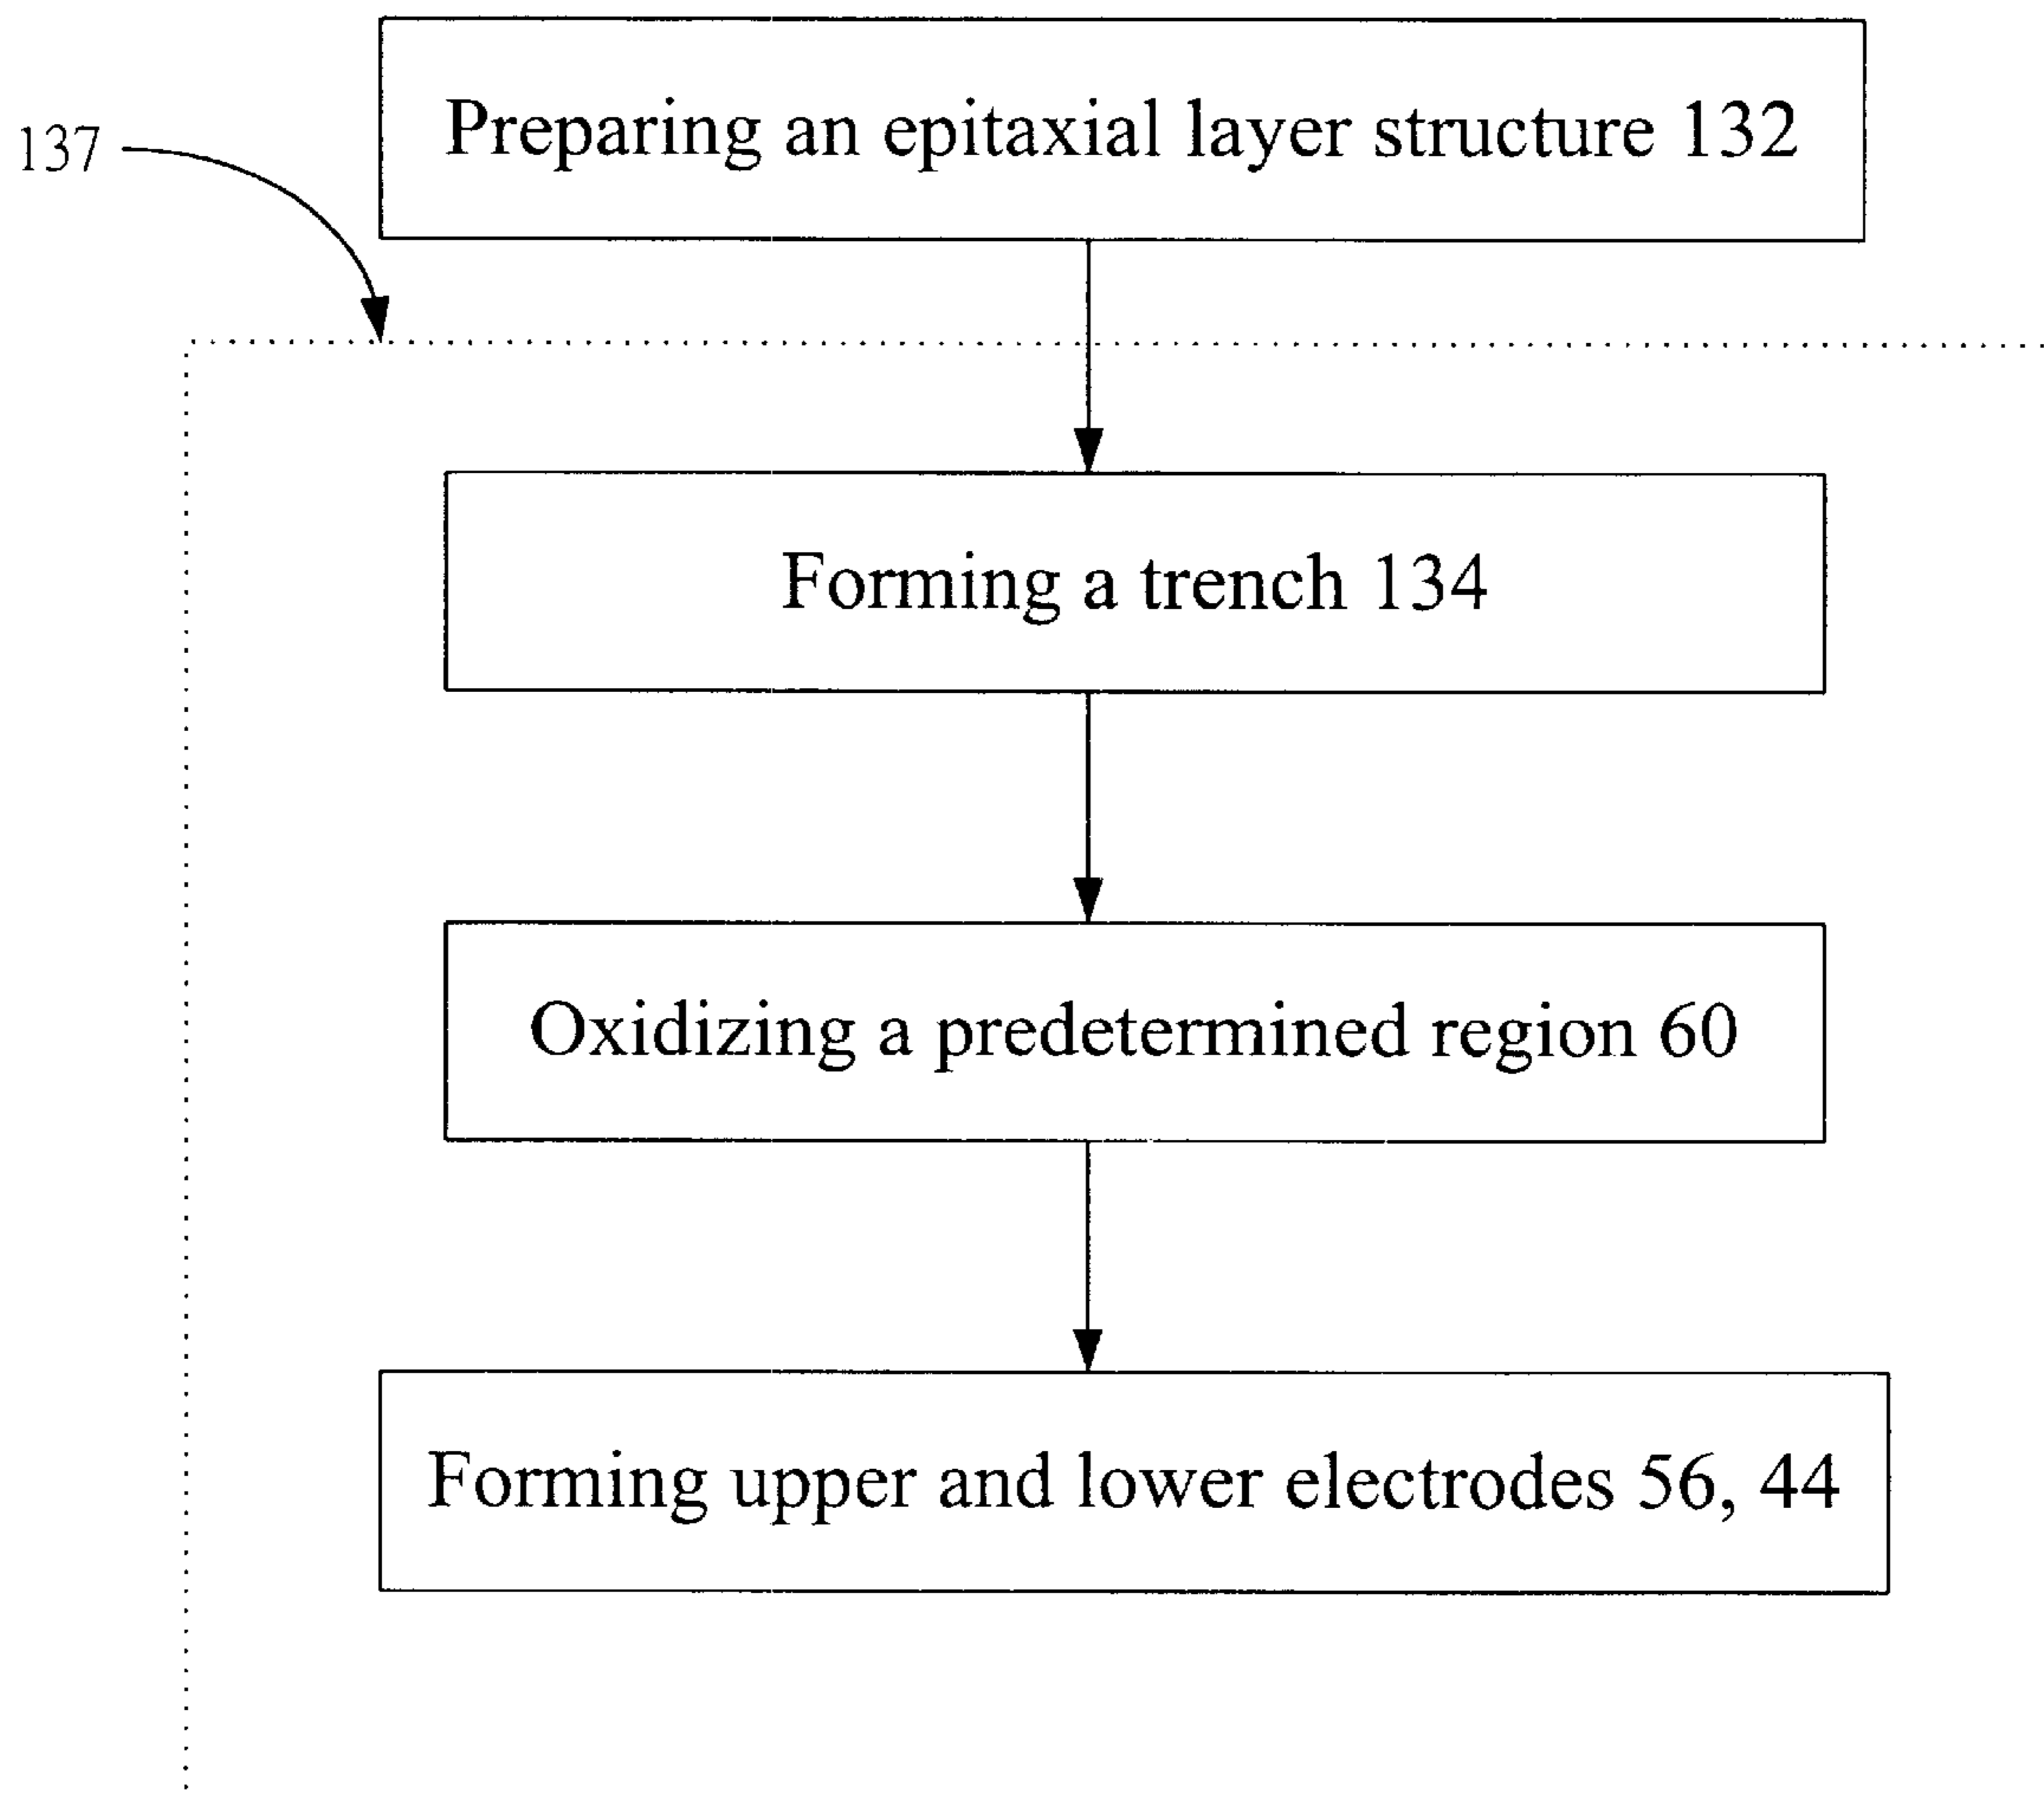 Preparing an epitaxial layer structure 132
137
Forming a trench 134
Oxidizing a predetermined region 60
Forming upper and lower electrodes 56, 44